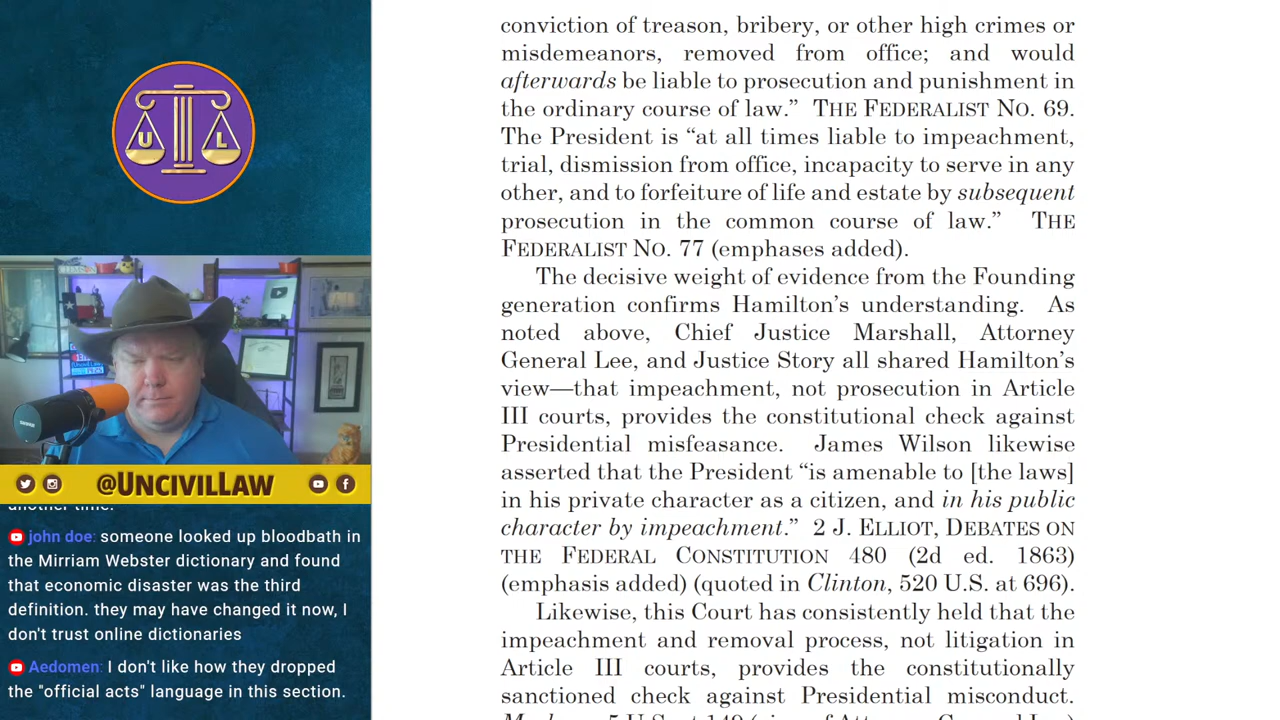 U L
@UNCIVILLAW
another time.
john doe: someone looked up bloodbath in
the Mirriam Webster dictionary and found
that economic disaster was the third
definition. they may have changed it now, I
don't trust online dictionaries
Aedomen: I don't like how they dropped
the "official acts" language in this section.
conviction of treason, bribery, or other high crimes or
misdemeanors, removed from office; and would
afterwards be liable to prosecution and punishment in
the ordinary course of law.” THE FEDERALIST NO. 69.
The President is “at all times liable to impeachment,
trial, dismission from office, incapacity to serve in any
other, and to forfeiture of life and estate by subsequent
prosecution in the common course of law.” THE
FEDERALIST NO. 77 (emphases added).
The decisive weight of evidence from the Founding
generation confirms Hamilton’s understanding. As
noted above, Chief Justice Marshall, Attorney
General Lee, and Justice Story all shared Hamilton’s
view—that impeachment, not prosecution in Article
III courts, provides the constitutional check against
Presidential misfeasance. James Wilson likewise
asserted that the President “is amenable to [the laws]
in his private character as a citizen, and in his public
character by impeachment.” 2 J. ELLIOT, DEBATES ON
THE FEDERAL CONSTITUTION 480 (2d ed. 1863)
(emphasis added) (quoted in Clinton, 520 U.S. at 696).
Likewise, this Court has consistently held that the
impeachment and removal process, not litigation in
Article III courts, provides the constitutionally
sanctioned check against Presidential misconduct.